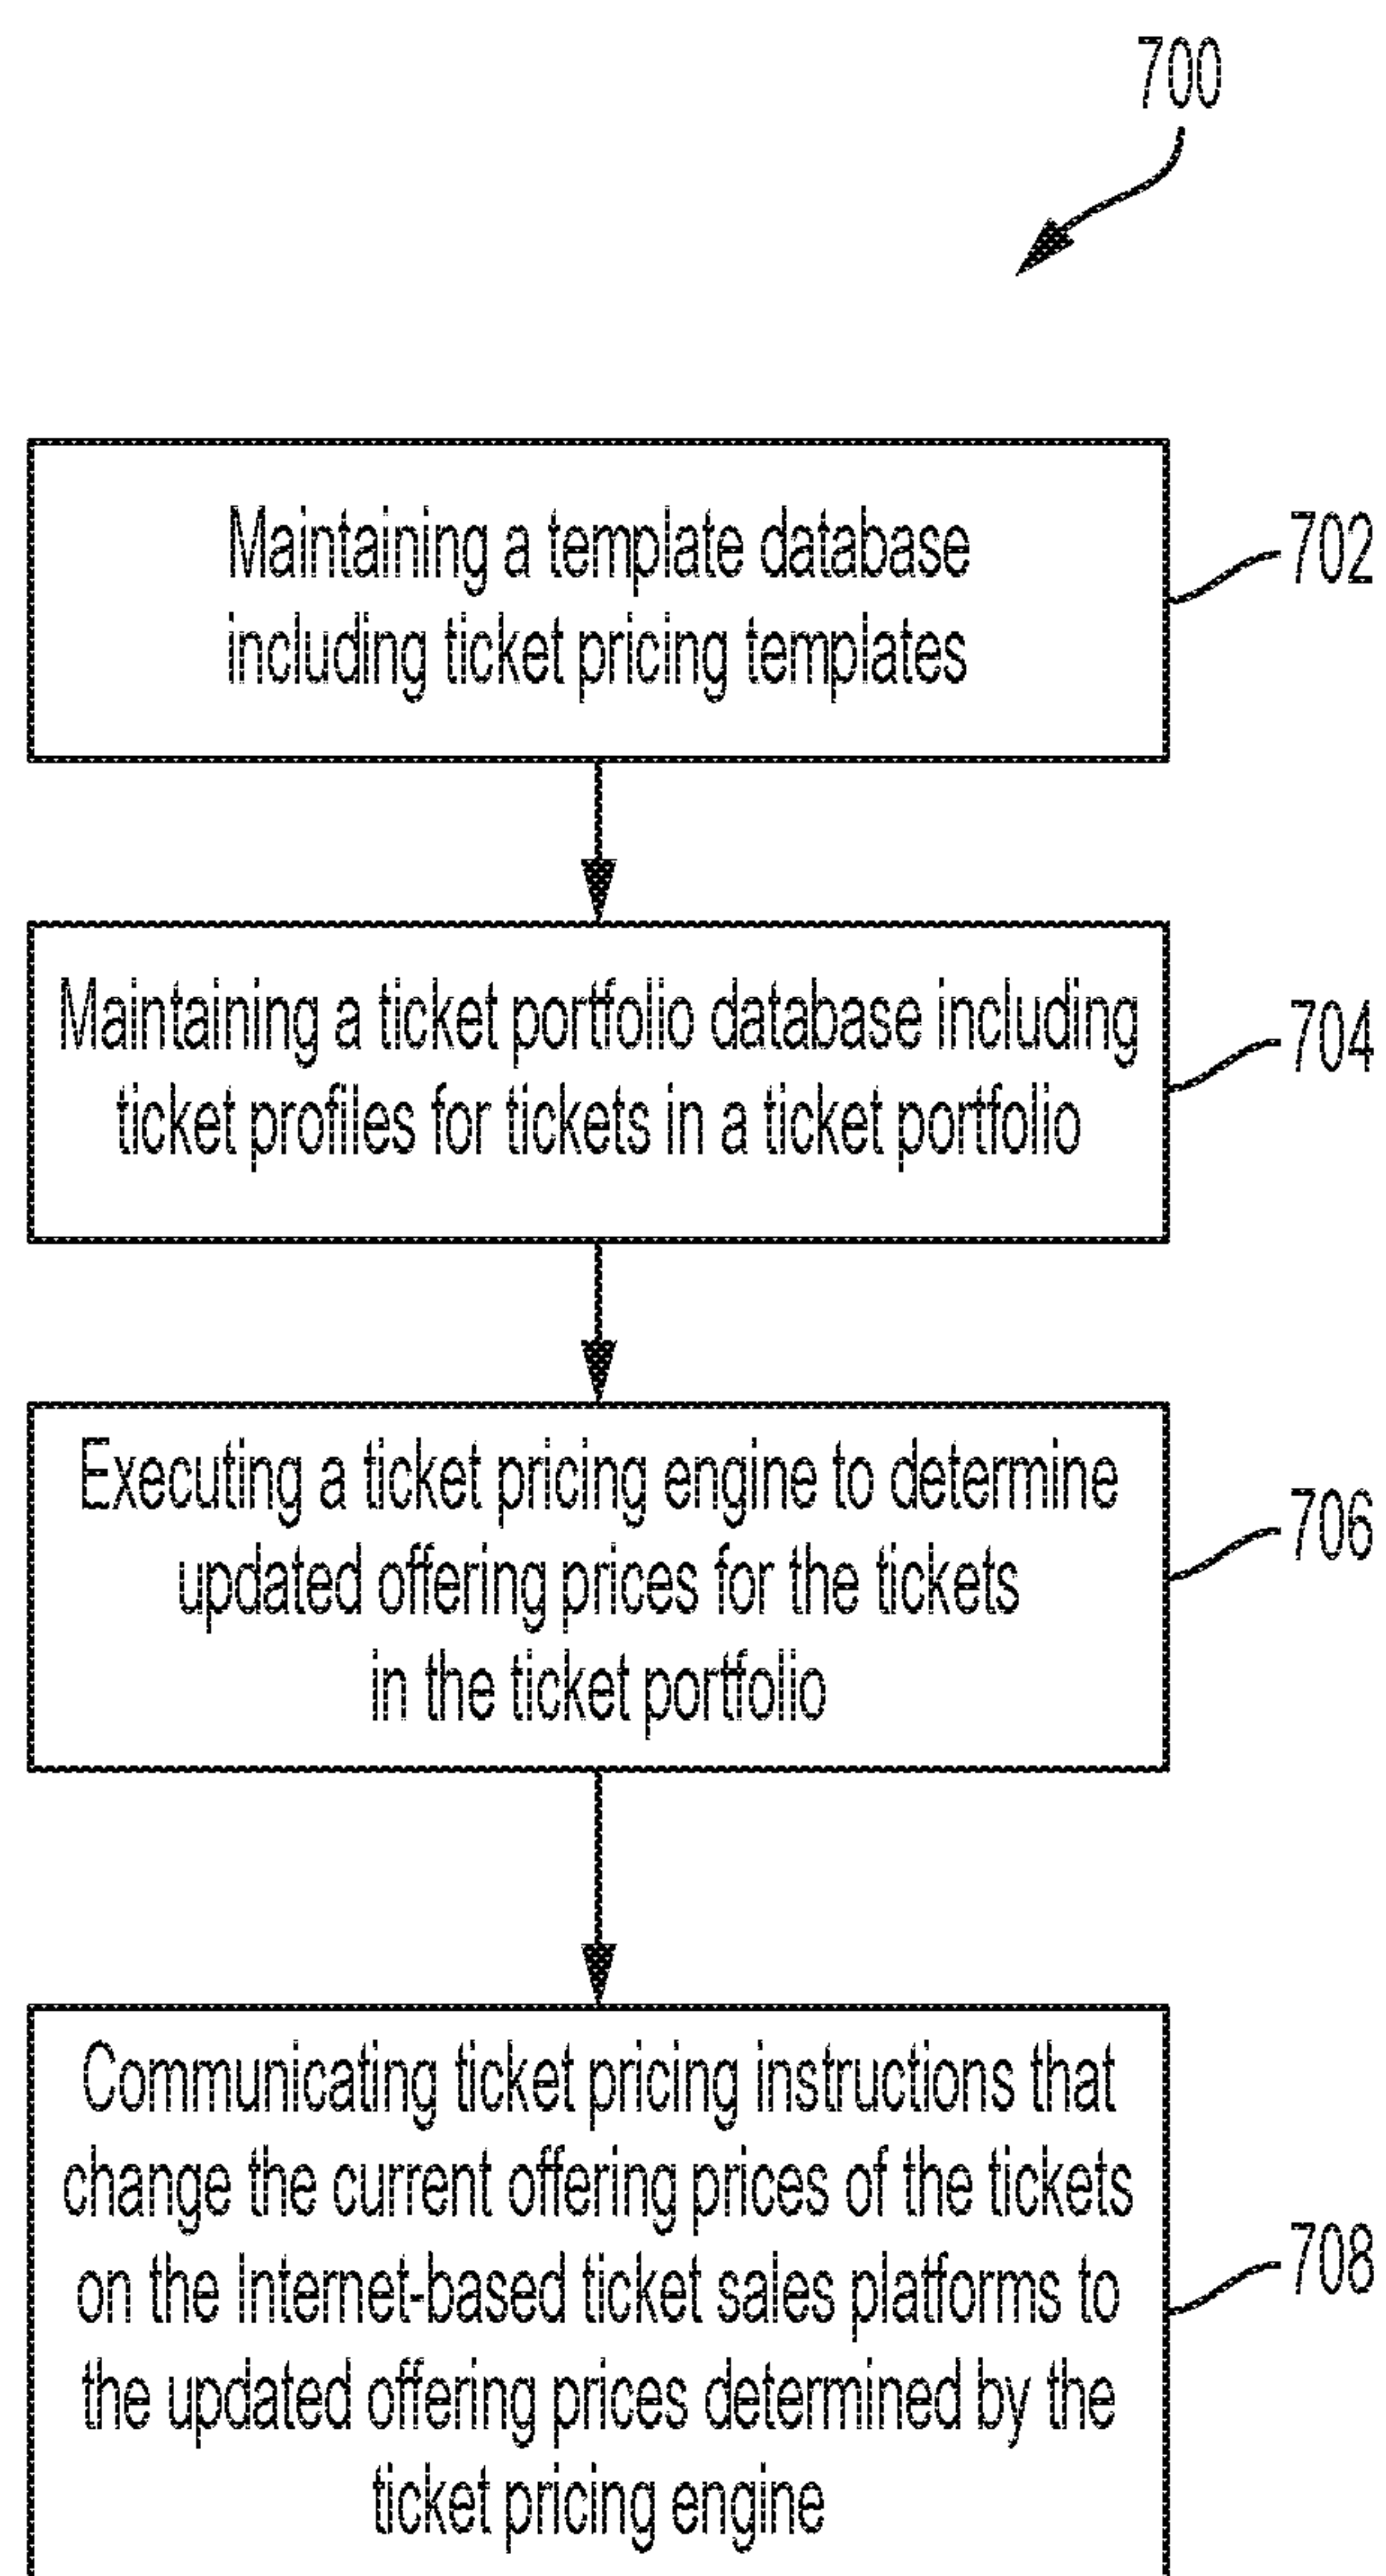 700
Maintaining a template database
including ticket pricing templates
702
Maintaining a ticket portfolio database including
ticket profiles for tickets in a ticket portfolio
704
Executing a ticket pricing engine to determine
updated offering prices for the tickets
in the ticket portfolio
706
Communicating ticket pricing instructions that
change the current offering prices of the tickets
on the Internet-based ticket sales platforms to
the updated offering prices determined by the
ticket pricing engine
708